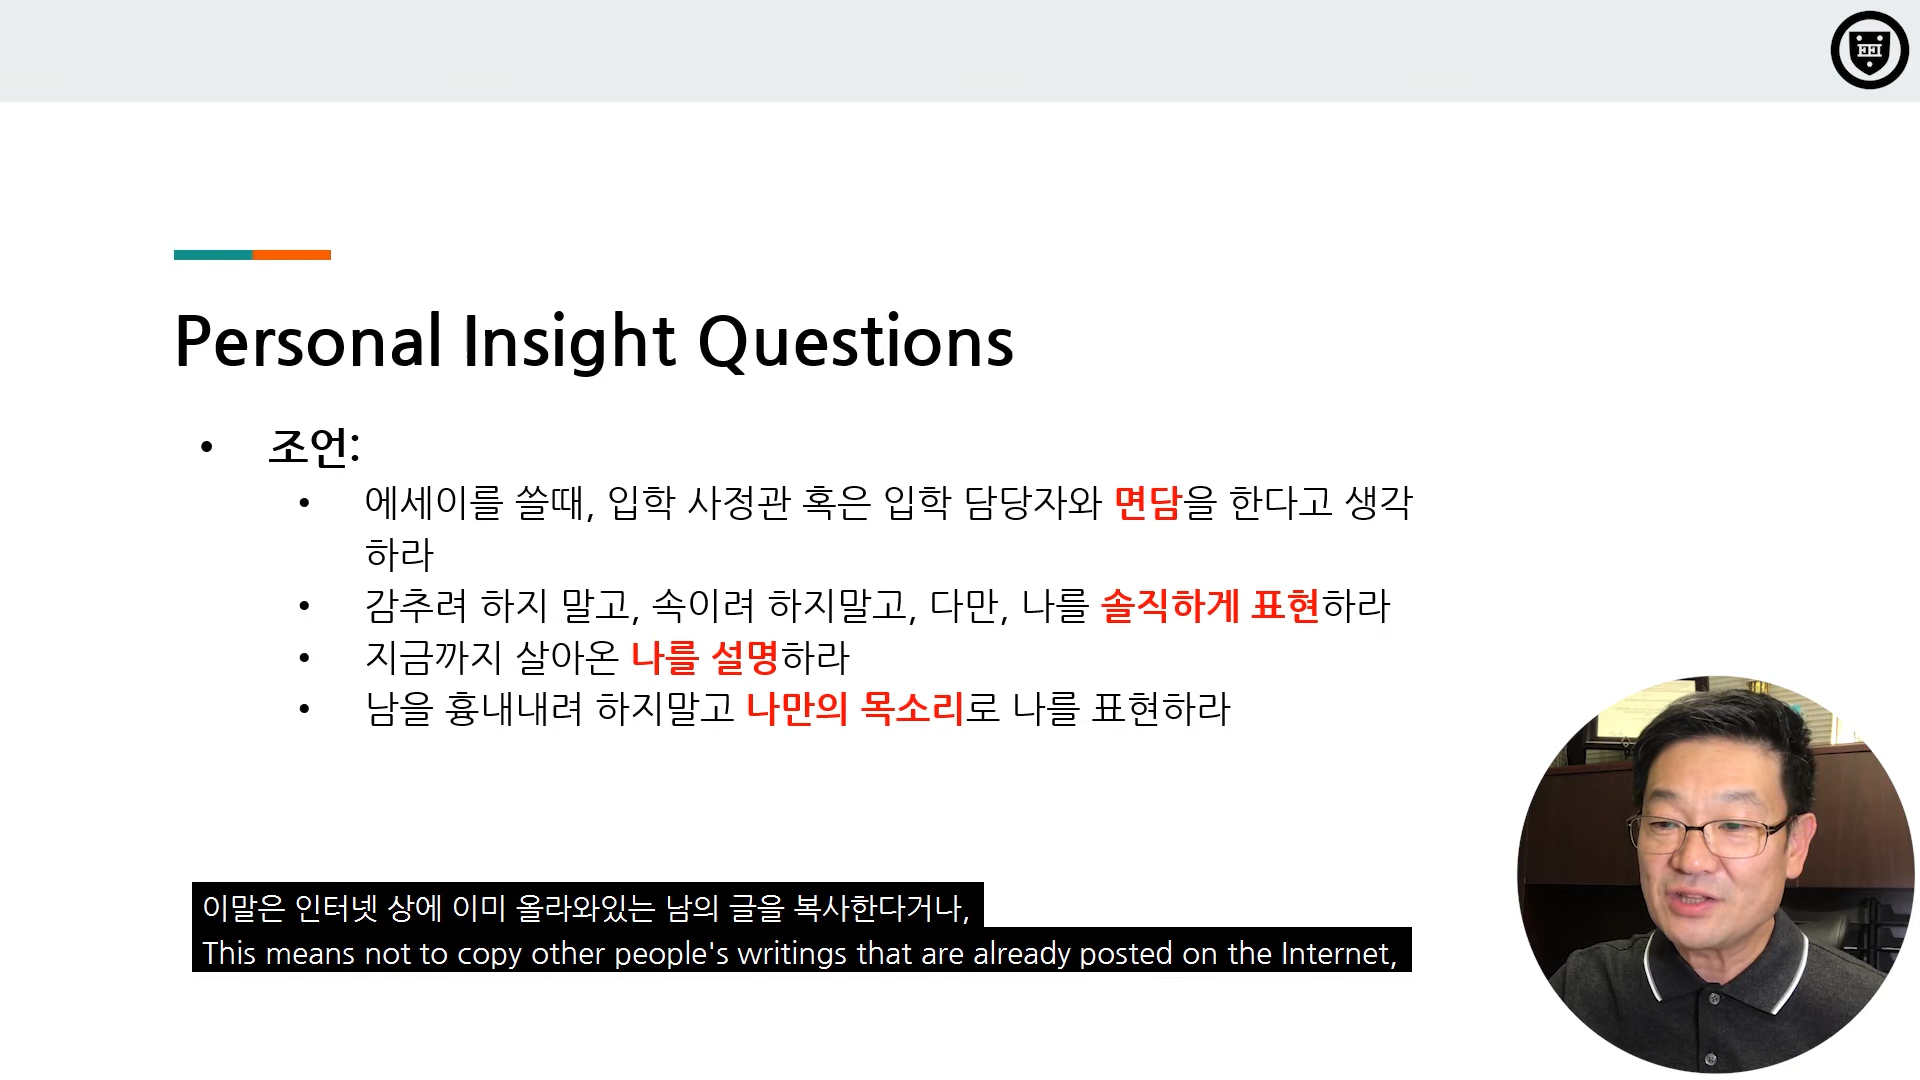 EEI
Personal Insight Questions
• 조언:
• 에세이를 쓸때, 입학 사정관 혹은 입학 담당자와 면담을 한다고 생각
하라
• 감추려 하지 말고, 속이려 하지말고, 다만, 나를 솔직하게 표현하라
• 지금까지 살아온 나를 설명하라
• 남을 흉내내려 하지말고 나만의 목소리로 나를 표현하라
이말은 인터넷 상에 이미 올라와있는 남의 글을 복사한다거나,
This means not to copy other people's writings that are already posted on the Internet,